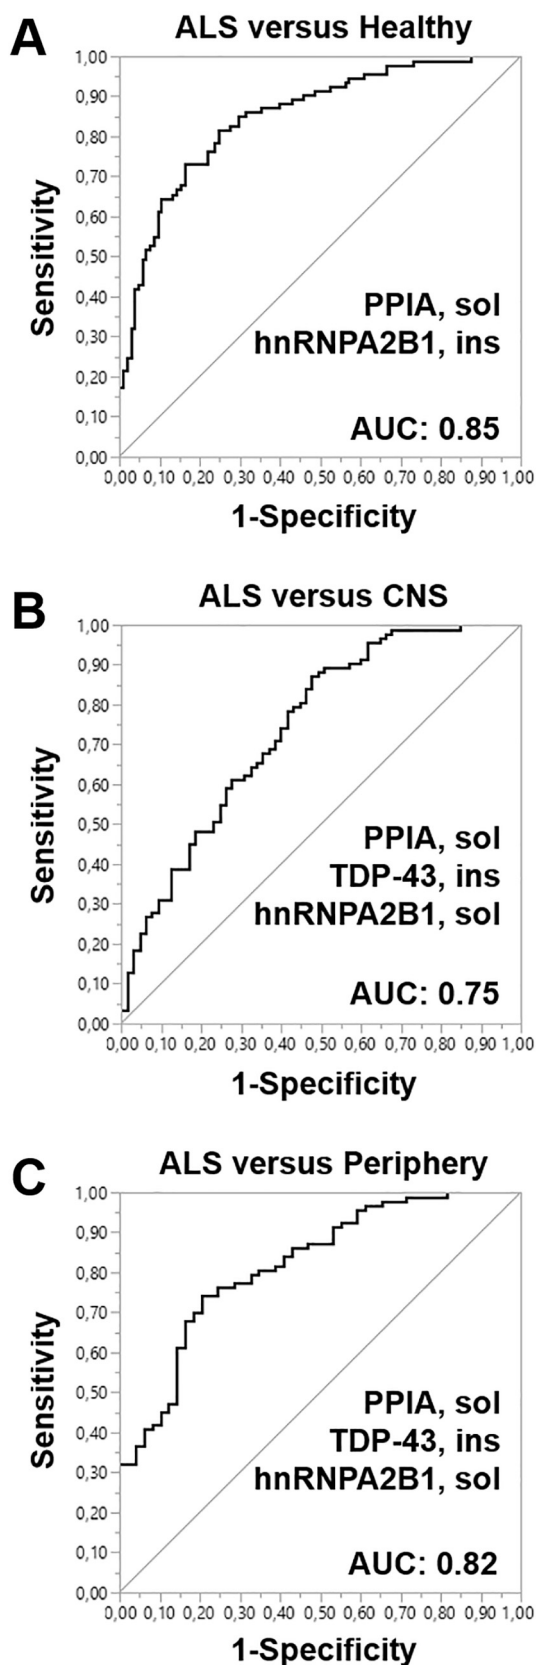 A
ALS versus Healthy
1,00
0,90
0,80
0,70
0,60
0,50
0,40
0,30
0,20
0,10
0,00
Sensitivity
PPIA, sol
hnRNPA2B1, ins
AUC: 0.85
0,00 0,10 0,20 0,30 0,40 0,50 0,60 0,70 0,80 0,90 1,00
1-Specificity
B
ALS versus CNS
1,00
0,90
0,80
0,70
0,60
0,50
0,40
0,30
0,20
0,10
0,00
Sensitivity
PPIA, sol
TDP-43, ins
hnRNPA2B1, sol
AUC: 0.75
0,00 0,10 0,20 0,30 0,40 0,50 0,60 0,70 0,80 0,90 1,00
1-Specificity
C
ALS versus Periphery
1,00
0,90
0,80
0,70
0,60
0,50
0,40
0,30
0,20
0,10
0,00
Sensitivity
PPIA, sol
TDP-43, ins
hnRNPA2B1, sol
AUC: 0.82
0,00 0,10 0,20 0,30 0,40 0,50 0,60 0,70 0,80 0,90 1,00
1-Specificity